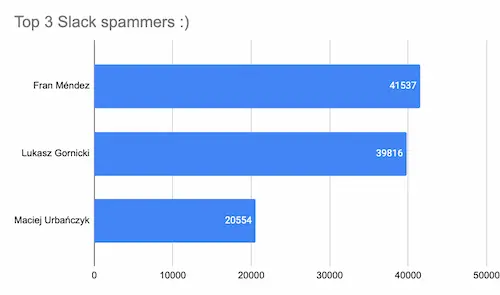 Top 3 Slack spammers :)
Fran Méndez
41537
Lukasz Gornicki
39816
Maciej Urbańczyk
20554
0 10000 20000 30000 40000 50000